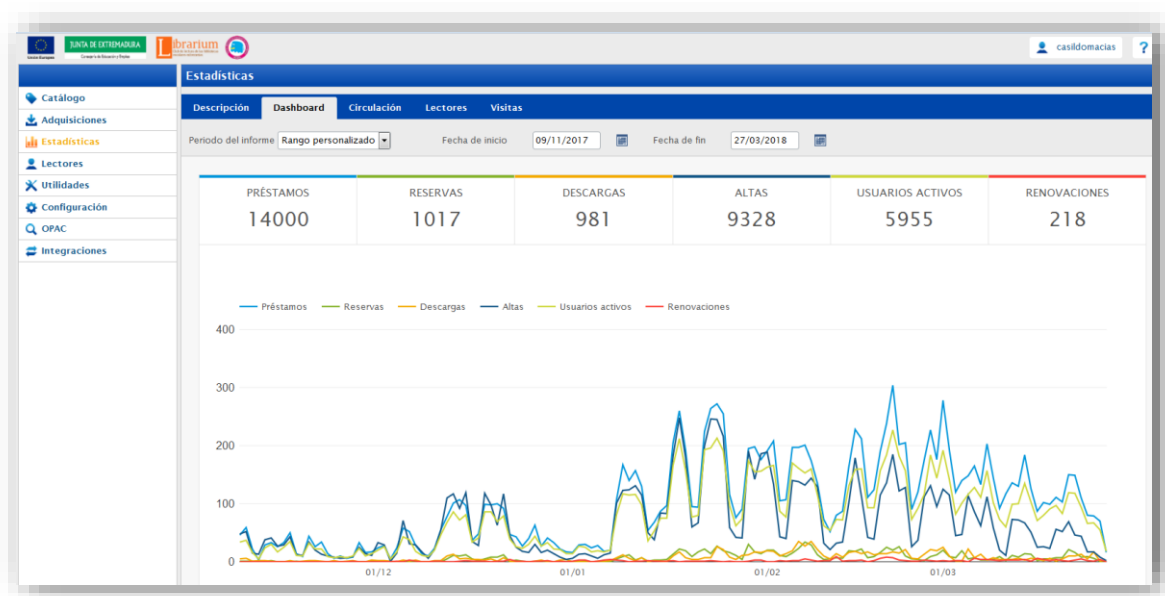 JUNTA DE EXTREMADURA
Librarium
casildomacias ?
Estadísticas
Catálogo
Adquisiciones
Estadísticas
Lectores
Utilidades
Configuración
OPAC
Integraciones
Descripción Dashboard Circulación Lectores Visitas
Periodo del informe Rango personalizado Fecha de inicio 09/11/2017 Fecha de fin 27/03/2018
PRÉSTAMOS RESERVAS DESCARGAS ALTAS USUARIOS ACTIVOS RENOVACIONES
14000 1017 981 9328 5955 218
Préstamos Reservas Descargas Altas Usuarios activos Renovaciones
400
300
200
100
0
01/12 01/01 01/02 01/03